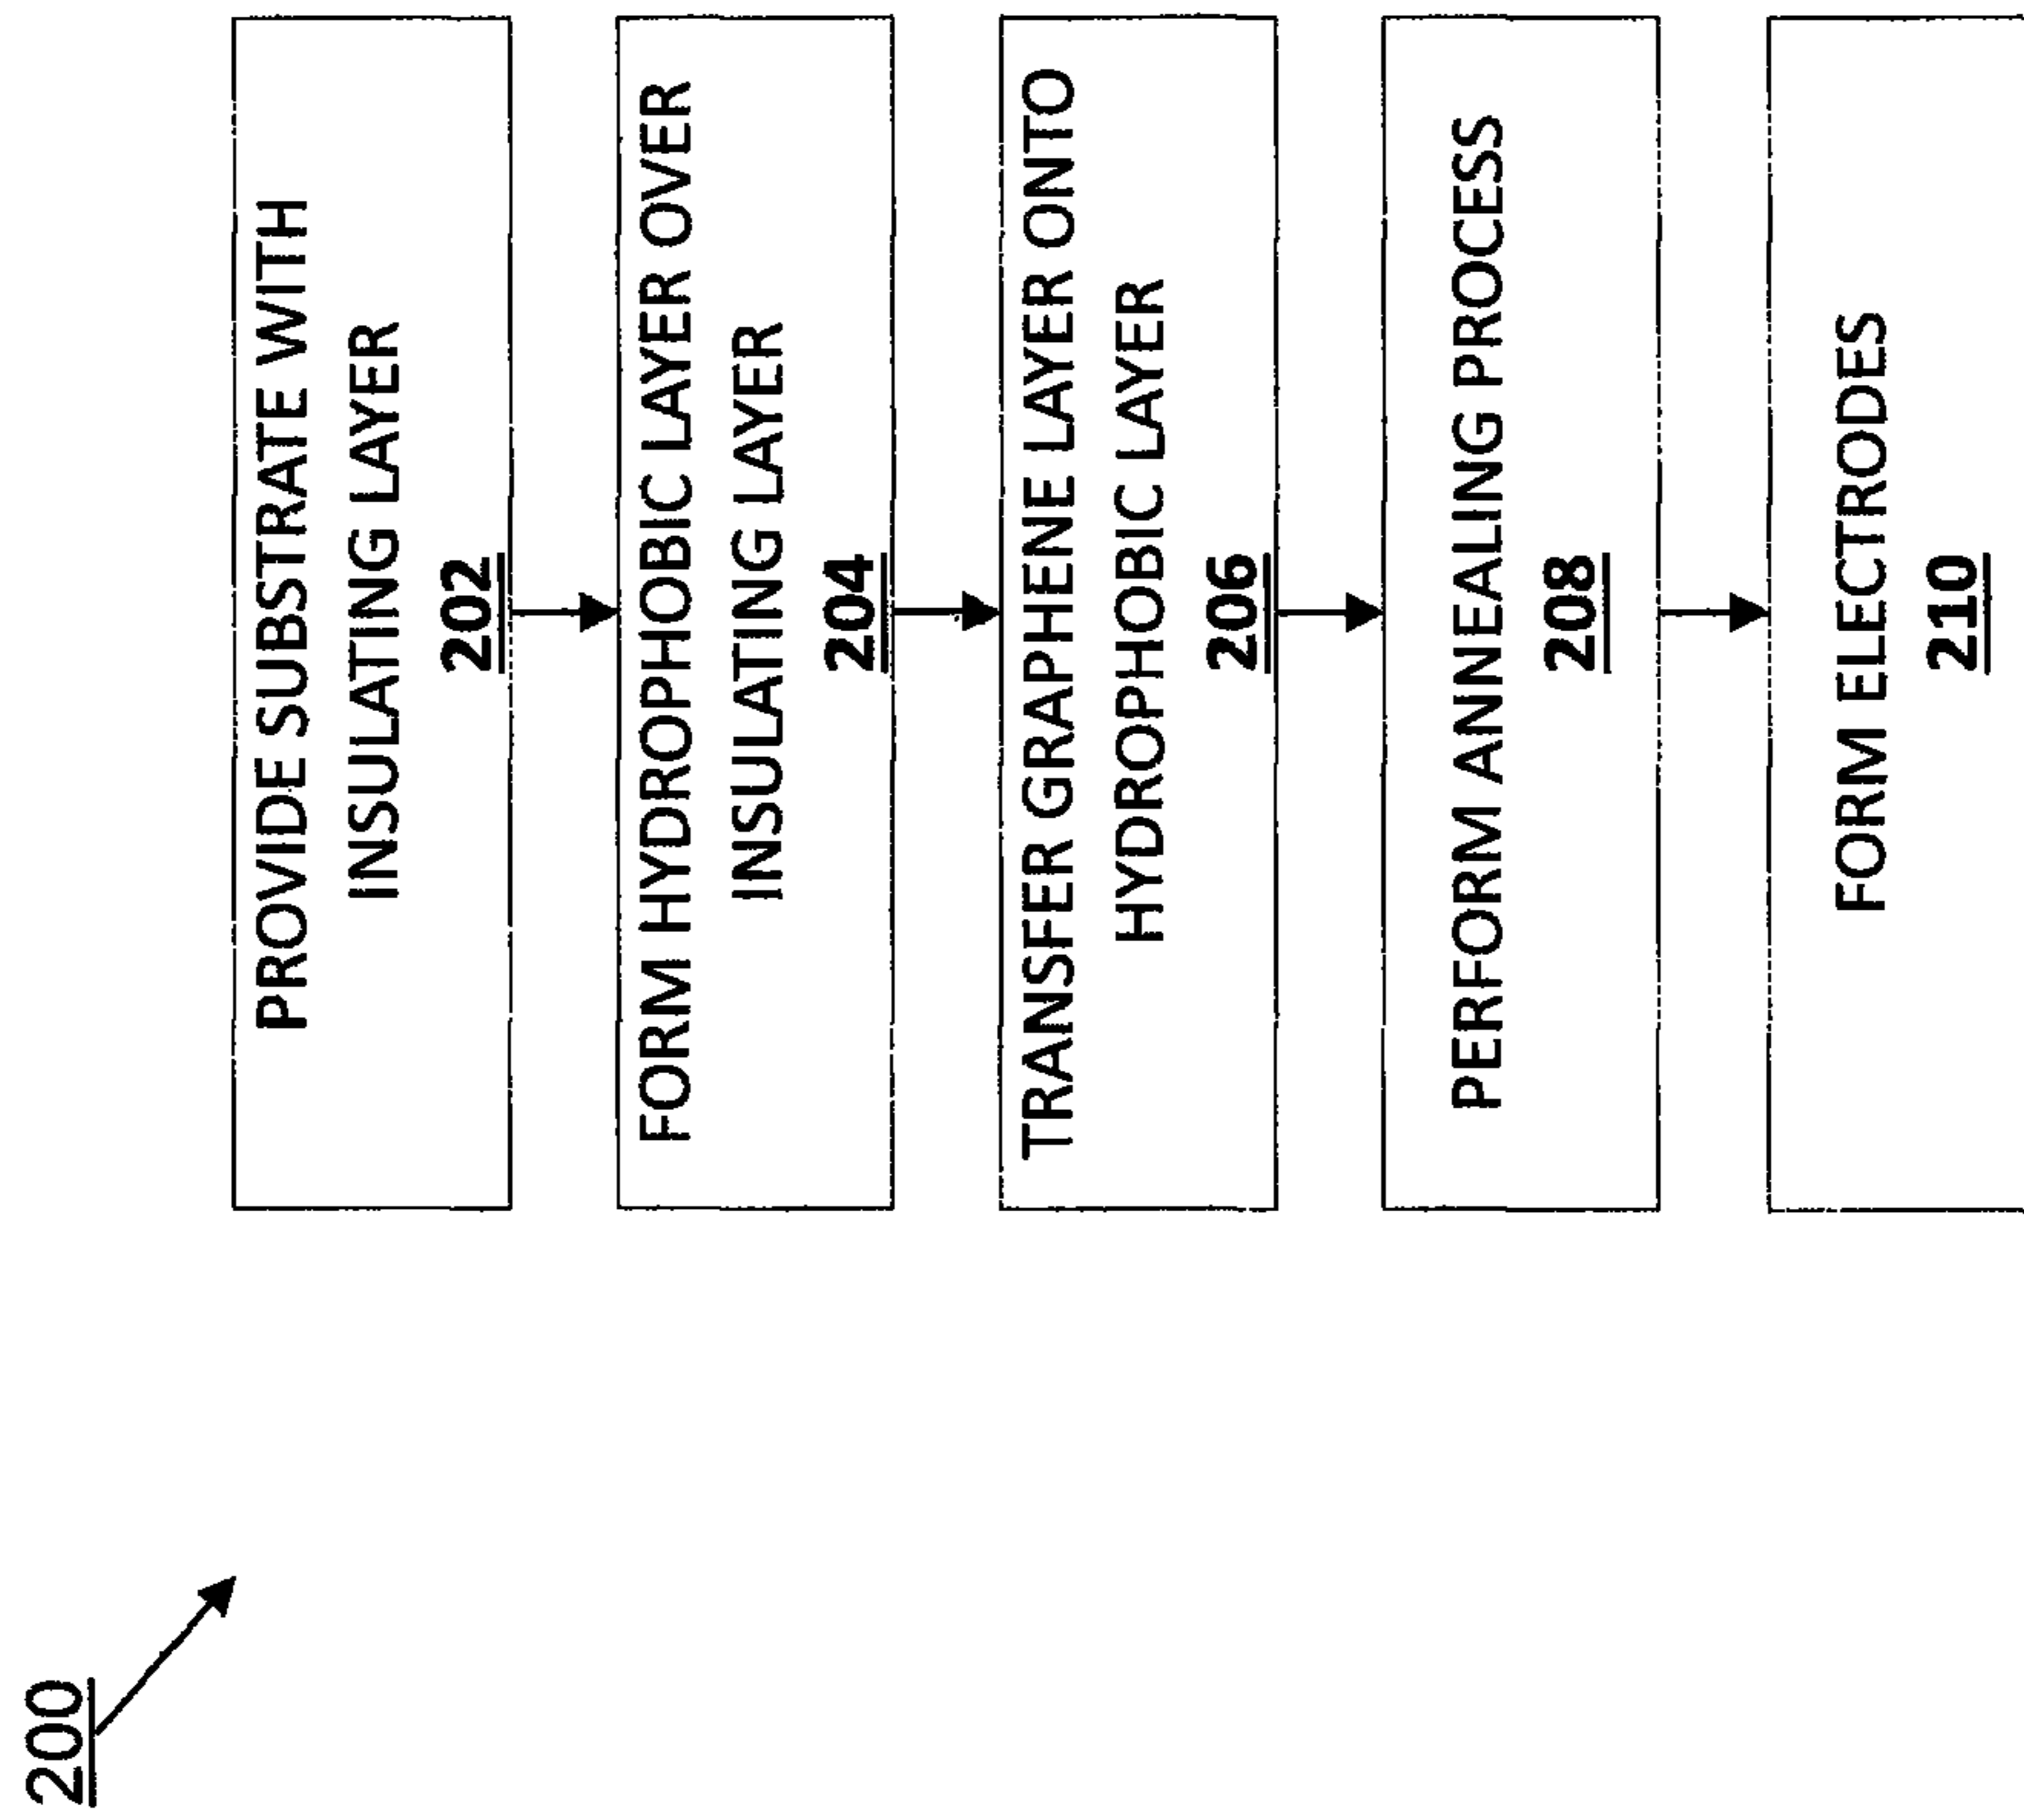 200
PROVIDE SUBSTRATE WITH
INSULATING LAYER
202
FORM HYDROPHOBIC LAYER OVER
INSULATING LAYER
204
TRANSFER GRAPHENE LAYER ONTO
HYDROPHOBIC LAYER
206
PERFORM ANNEALING PROCESS
208
FORM ELECTRODES
210